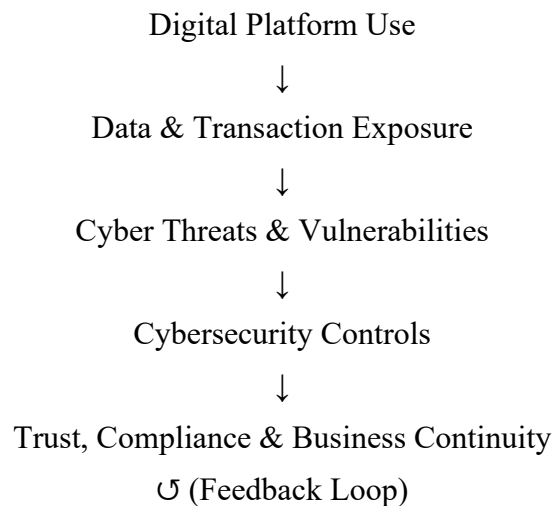 Digital Platform Use
↓
Data & Transaction Exposure
↓
Cyber Threats & Vulnerabilities
↓
Cybersecurity Controls
↓
Trust, Compliance & Business Continuity
↺ (Feedback Loop)